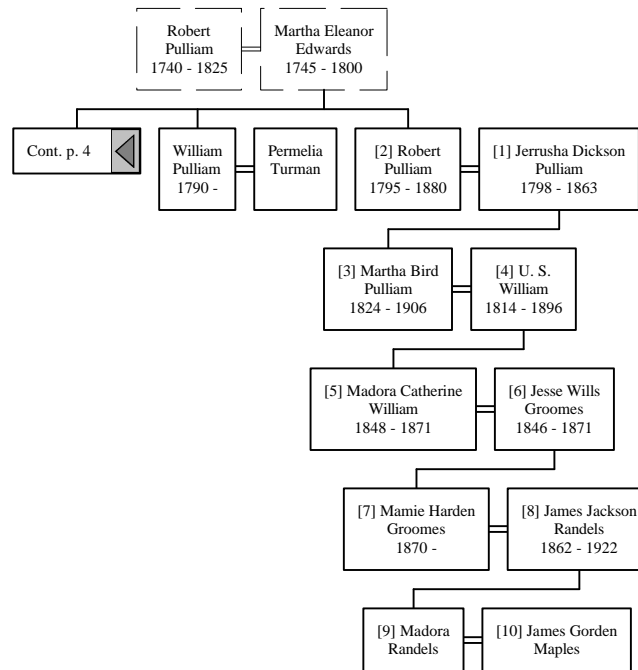 Robert
Pulliam
1740 - 1825
Martha Eleanor
Edwards
1745 - 1800
Cont. p. 4
William
Pulliam
1790 -
Permelia
Turman
[2] Robert
Pulliam
1795 - 1880
[1] Jerrusha Dickson
Pulliam
1798 - 1863
[3] Martha Bird
Pulliam
1824 - 1906
[4] U. S.
William
1814 - 1896
[5] Madora Catherine
William
1848 - 1871
[6] Jesse Wills
Groomes
1846 - 1871
[7] Mamie Harden
Groomes
1870 -
[8] James Jackson
Randels
1862 - 1922
[9] Madora
Randels
[10] James Gorden
Maples